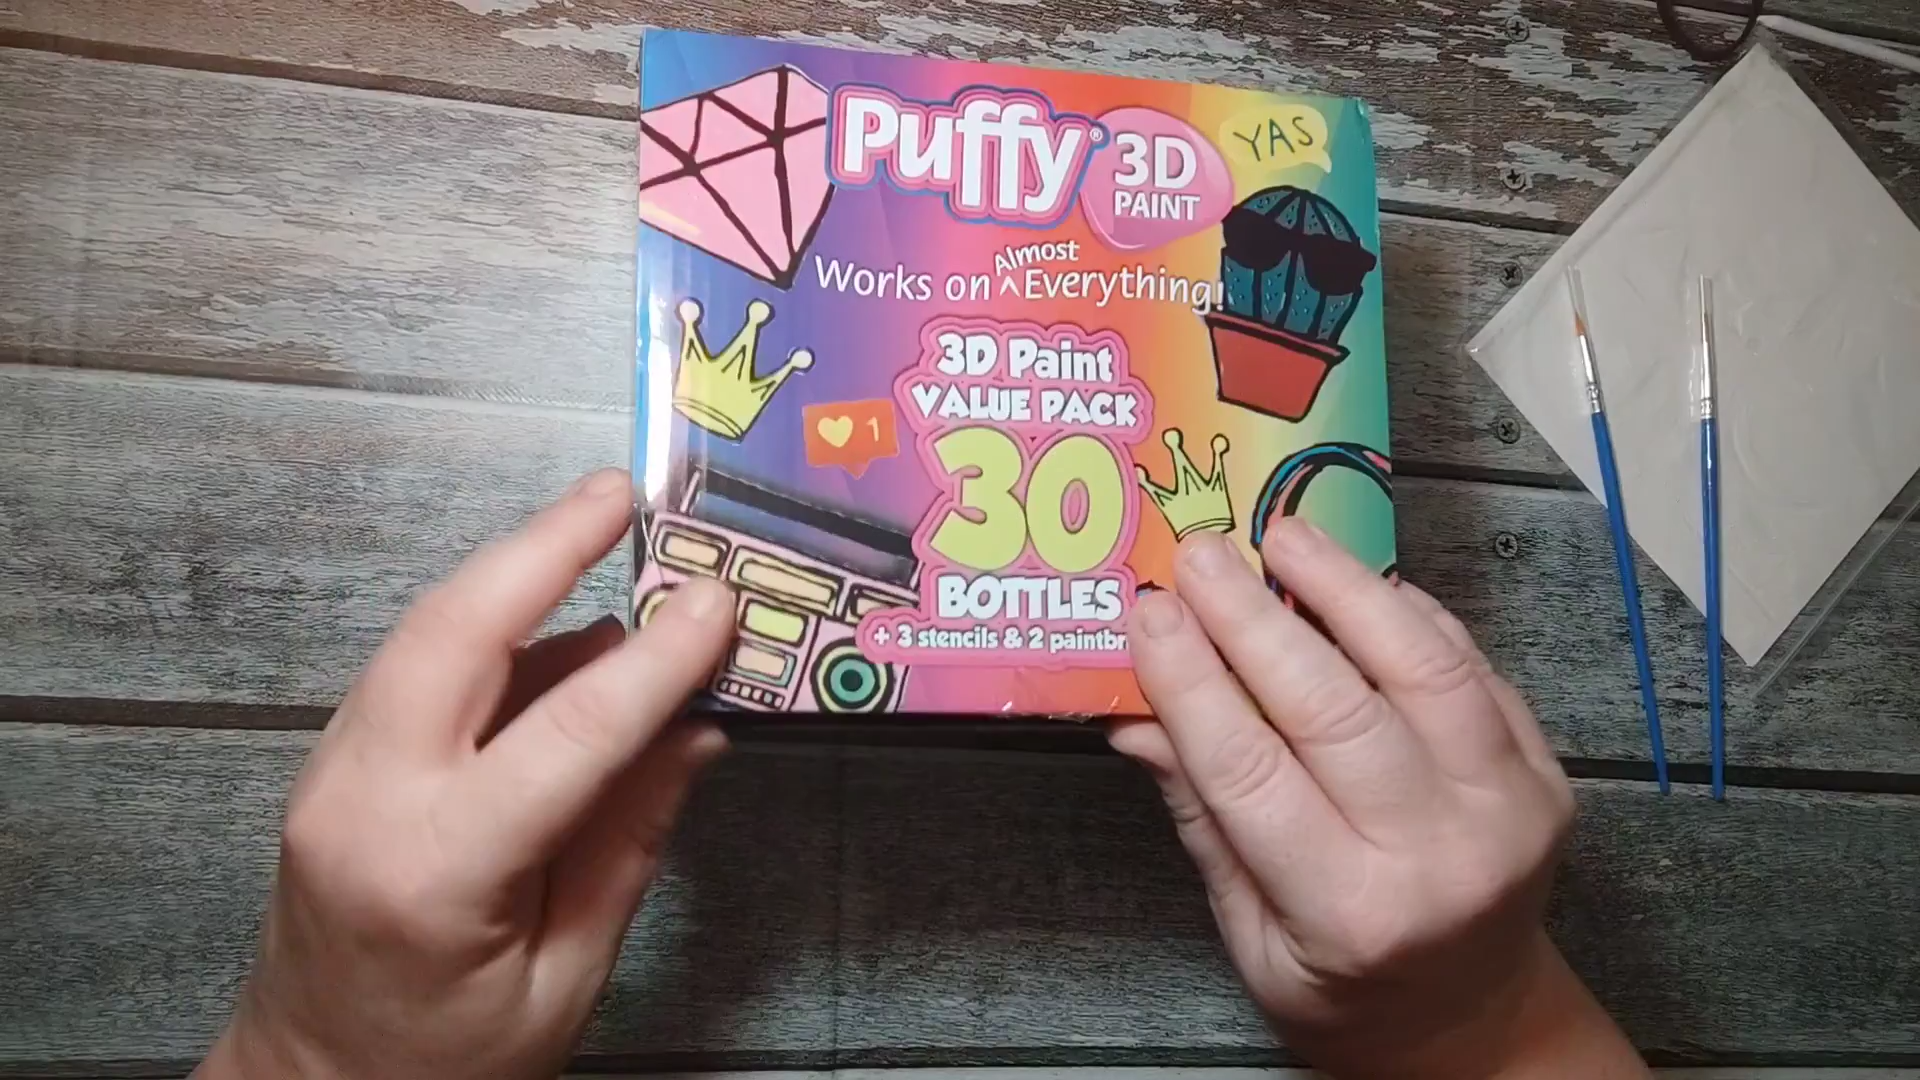 Puffy®
3D
PAINT
YAS
Works on Almost Everything!
3D Paint
VALUE PACK
1
30
BOTTLES
+ 3 stencils & 2